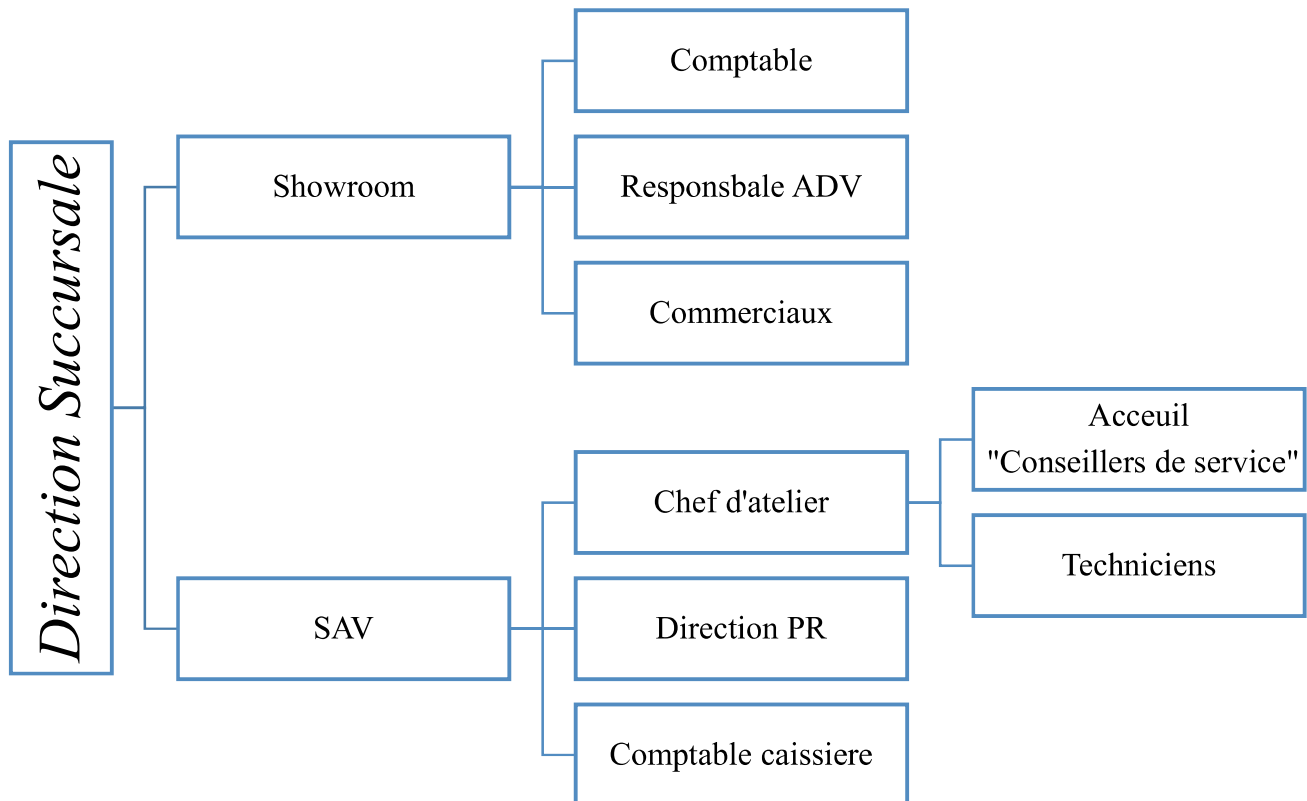 Direction Succursale
Showroom
Comptable
Responsbale ADV
Commerciaux
SAV
Chef d'atelier
Acceuil
"Conseillers de service"
Techniciens
Direction PR
Comptable caissiere